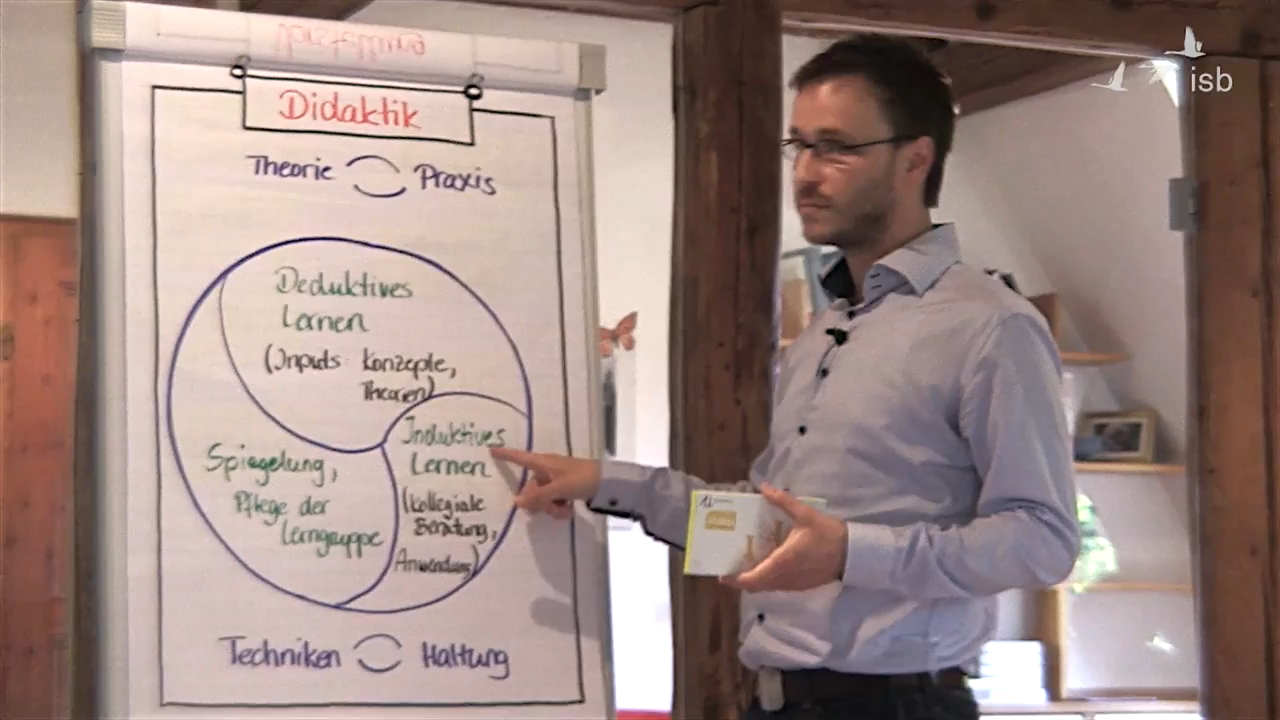 isb
Didaktik
Theorie Praxis
Deduktives
Lernen
(Inputs: Konzepte,
Theorien)
Induktives
Lernen
(Kollegiale
Beratung,
Anwendung)
Spiegelung,
Pflege der
Lerngruppe
Techniken Haltung